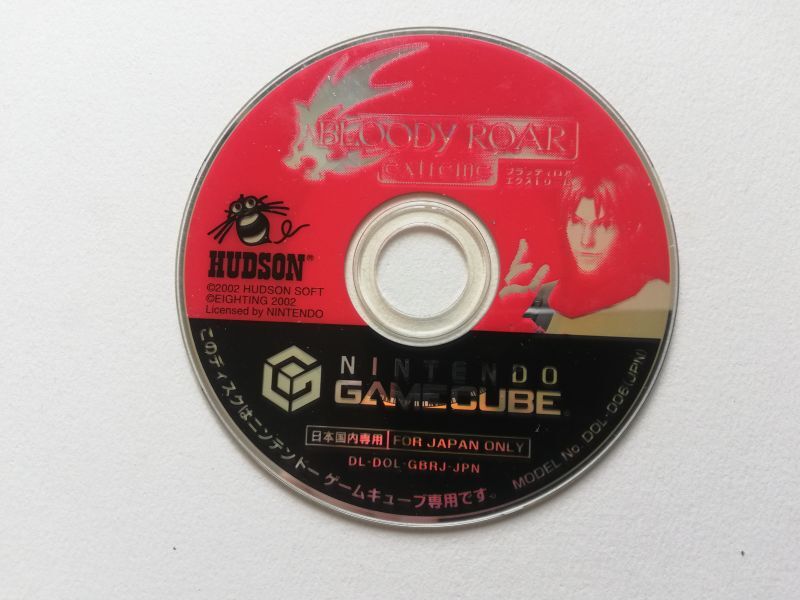 BLOODY ROAR
extreme
ブラッディロア
エクストリーム
HUDSON®
©2002 HUDSON SOFT
©EIGHTING 2002
Licensed by NINTENDO
NINTENDO
GAMECUBE®
日本国内専用 FOR JAPAN ONLY
DL-DOL-GBRJ-JPN
このディスクはニンテンドー ゲームキューブ専用です。
MODEL No. DOL-006(JPN)